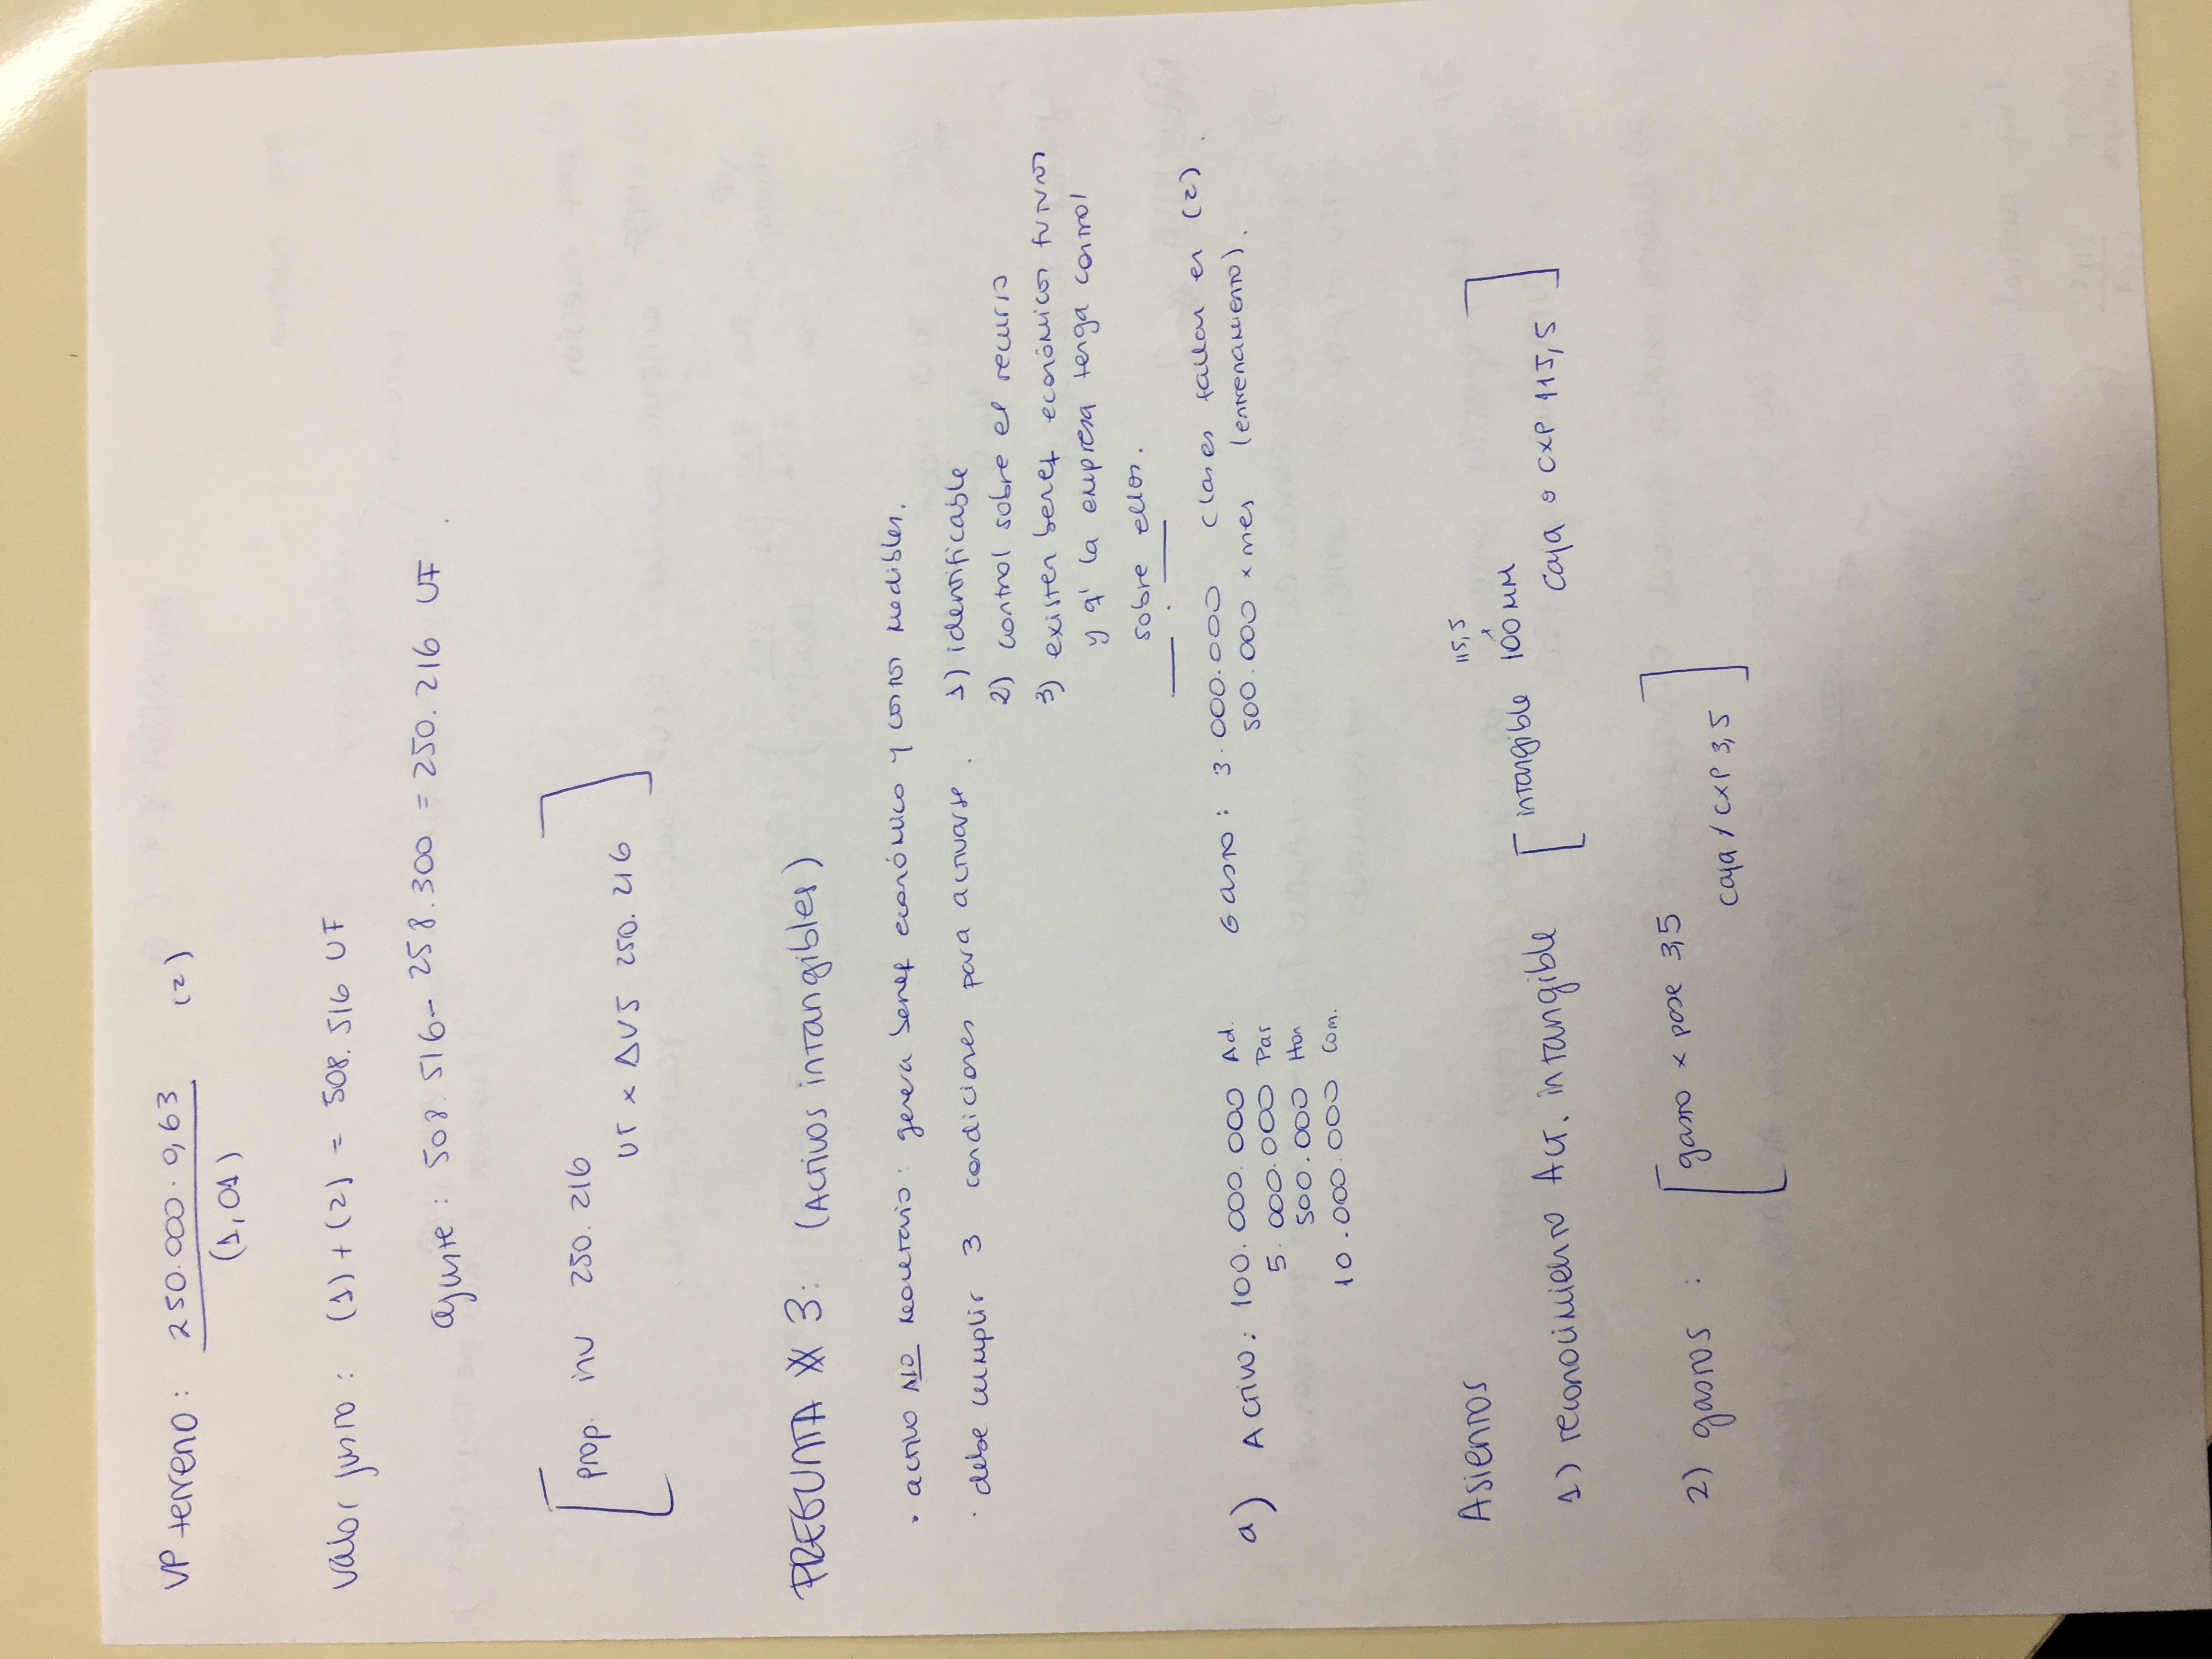 VP terreno: 250.000 · 0,63 (2)
(1,01)
Valor justo: (1) + (2) = 508.516 UF
ajuste: 508.516 - 258.300 = 250.216 UF.
prop. inv 250.216
UT x ΔVJ 250.216
PREGUNTA # 3: (Activos intangibles)
· activo NO monetario: genera benef económico y costos medibles.
· debe cumplir 3 condiciones para activarse. 1) identificable
2) control sobre el recurso
3) existen benef económicos futuros
y q' la empresa tenga control
sobre ellos.
a) Activo: 100.000.000 Ad. Gasto: 3.000.000 Clases fallan en (2).
5.000.000 Par 500.000 x mes (entrenamiento).
500.000 Hon
10.000.000 Com.
Asientos
115,5
1) reconocimiento Act. intangible intangible 100MM
Caja o CXP 115,5
2) gastos: gasto x pase 3,5
Caja / CXP 3,5